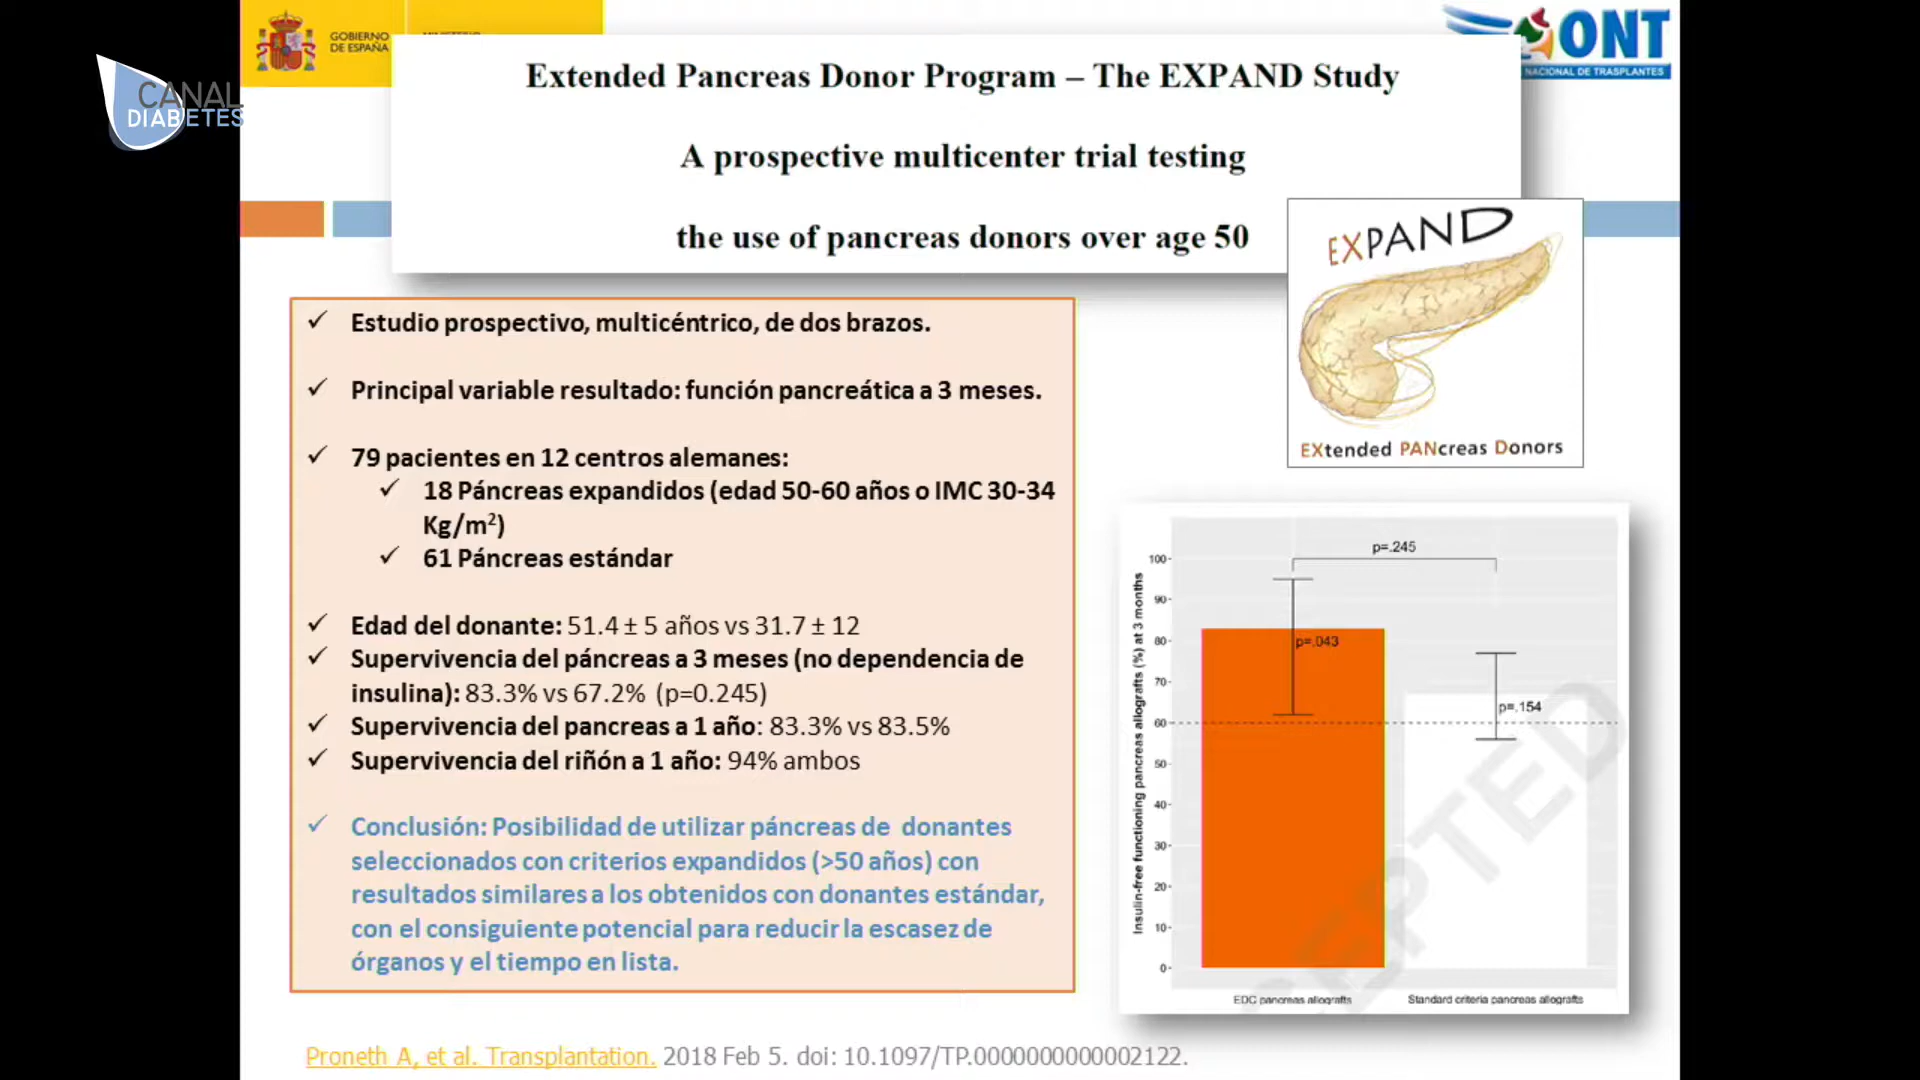 GOBIERNO
DE ESPAÑA
CANAL
DIABETES
ONT
NACIONAL DE TRASPLANTES
Extended Pancreas Donor Program – The EXPAND Study
A prospective multicenter trial testing
the use of pancreas donors over age 50
EXPAND
EXtended PANcreas Donors
✓ Estudio prospectivo, multicéntrico, de dos brazos.
✓ Principal variable resultado: función pancreática a 3 meses.
✓ 79 pacientes en 12 centros alemanes:
✓ 18 Páncreas expandidos (edad 50-60 años o IMC 30-34
Kg/m²)
✓ 61 Páncreas estándar
✓ Edad del donante: 51.4 ± 5 años vs 31.7 ± 12
✓ Supervivencia del páncreas a 3 meses (no dependencia de
insulina): 83.3% vs 67.2% (p=0.245)
✓ Supervivencia del pancreas a 1 año: 83.3% vs 83.5%
✓ Supervivencia del riñón a 1 año: 94% ambos
✓ Conclusión: Posibilidad de utilizar páncreas de donantes
seleccionados con criterios expandidos (>50 años) con
resultados similares a los obtenidos con donantes estándar,
con el consiguiente potencial para reducir la escasez de
órganos y el tiempo en lista.
Insulin-free functioning pancreas allografts (%) at 3 months
p=.245
100
90
80
70
60
50
40
30
20
10
0
p=.043
p=.154
EDC pancreas allografts
Standard criteria pancreas allografts
Proneth A, et al. Transplantation. 2018 Feb 5. doi: 10.1097/TP.0000000000002122.